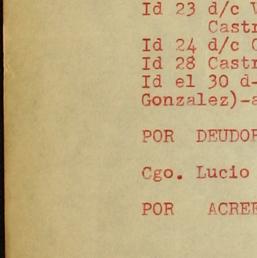 Id 23 d/c V
Castr
Id 24 d/c
Id 28 Castr
Id el 30 d-
Gonzalez)-a
POR DEUDOR
Cgo. Lucio
POR ACREE